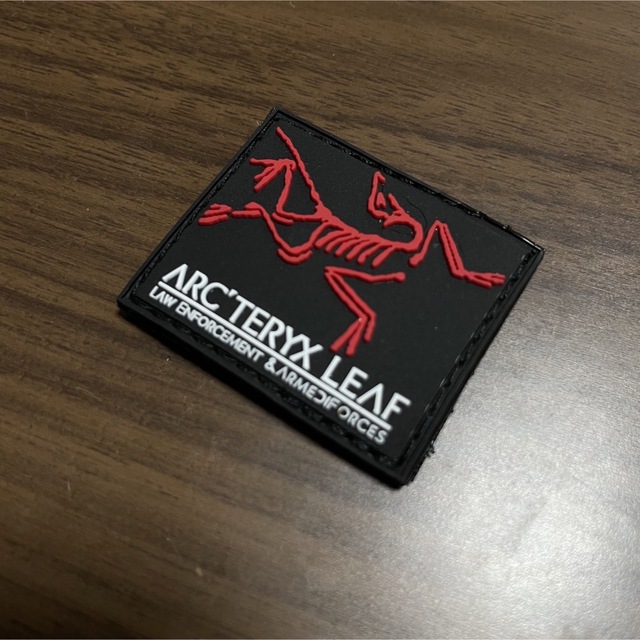 ARC'TERYX LEAF
LAW ENFORCEMENT & ARMED FORCES